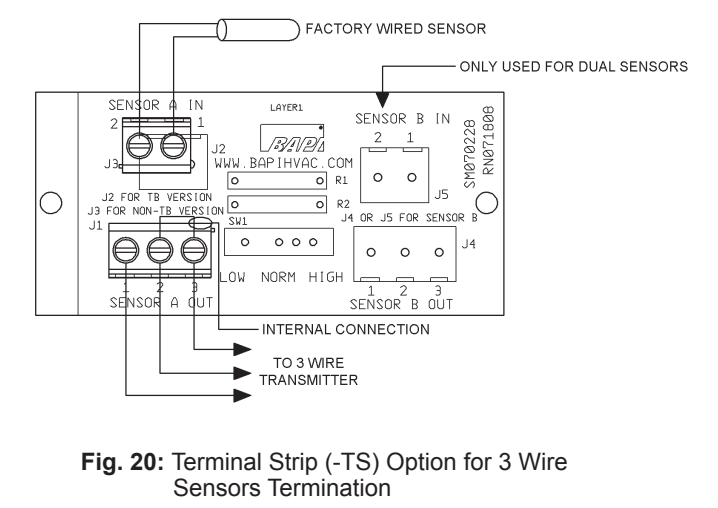 FACTORY WIRED SENSOR
ONLY USED FOR DUAL SENSORS
SENSOR A IN
2 1
LAYER1
BAPI
SENSOR B IN
2 1
SM070228
RN071808
J3
J2
WWW.BAPIHVAC.COM
R1
J5
J2 FOR TB VERSION
J3 FOR NON-TB VERSION
R2
J4 OR J5 FOR SENSOR B
J1
SW1
J4
LOW NORM HIGH
1 2 3
SENSOR A OUT
1 2 3
SENSOR B OUT
INTERNAL CONNECTION
TO 3 WIRE
TRANSMITTER
Fig. 20: Terminal Strip (-TS) Option for 3 Wire
Sensors Termination